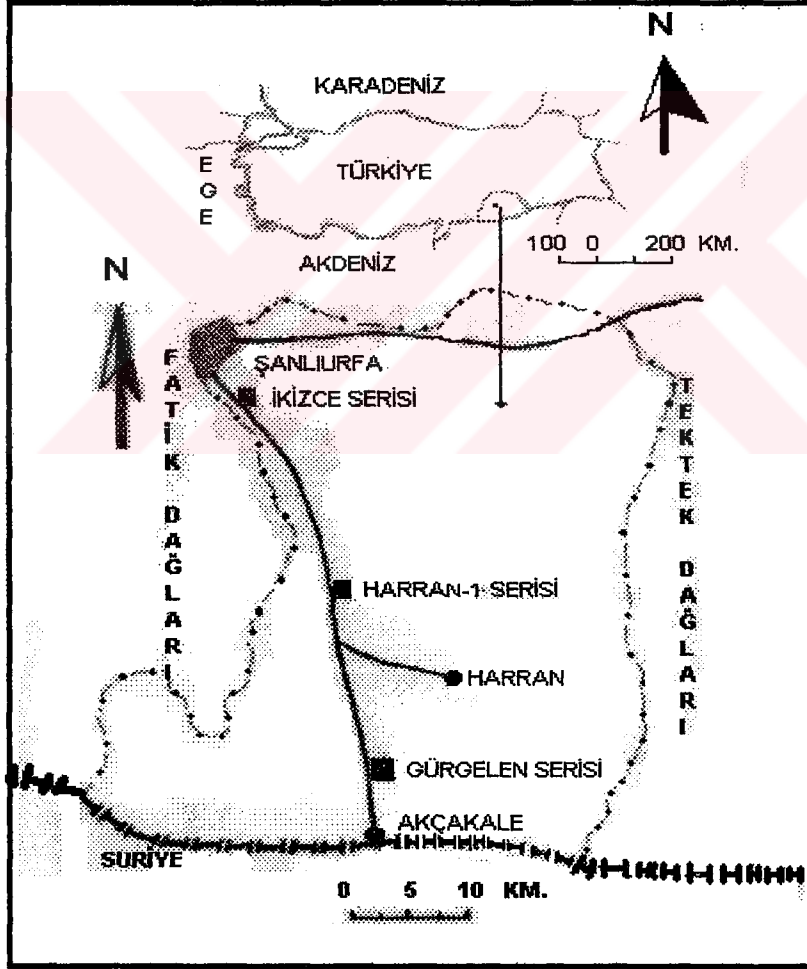 N
KARADENİZ
EGE
TÜRKİYE
100 0 200 KM.
AKDENİZ
N
ŞANLIURFA
FATİK DAĞLARI
İKİZCE SERİSİ
TEKTEK DAĞLARI
HARRAN-1 SERİSİ
HARRAN
GÜRGELEN SERİSİ
AKÇAKALE
SURİYE
0 5 10 KM.